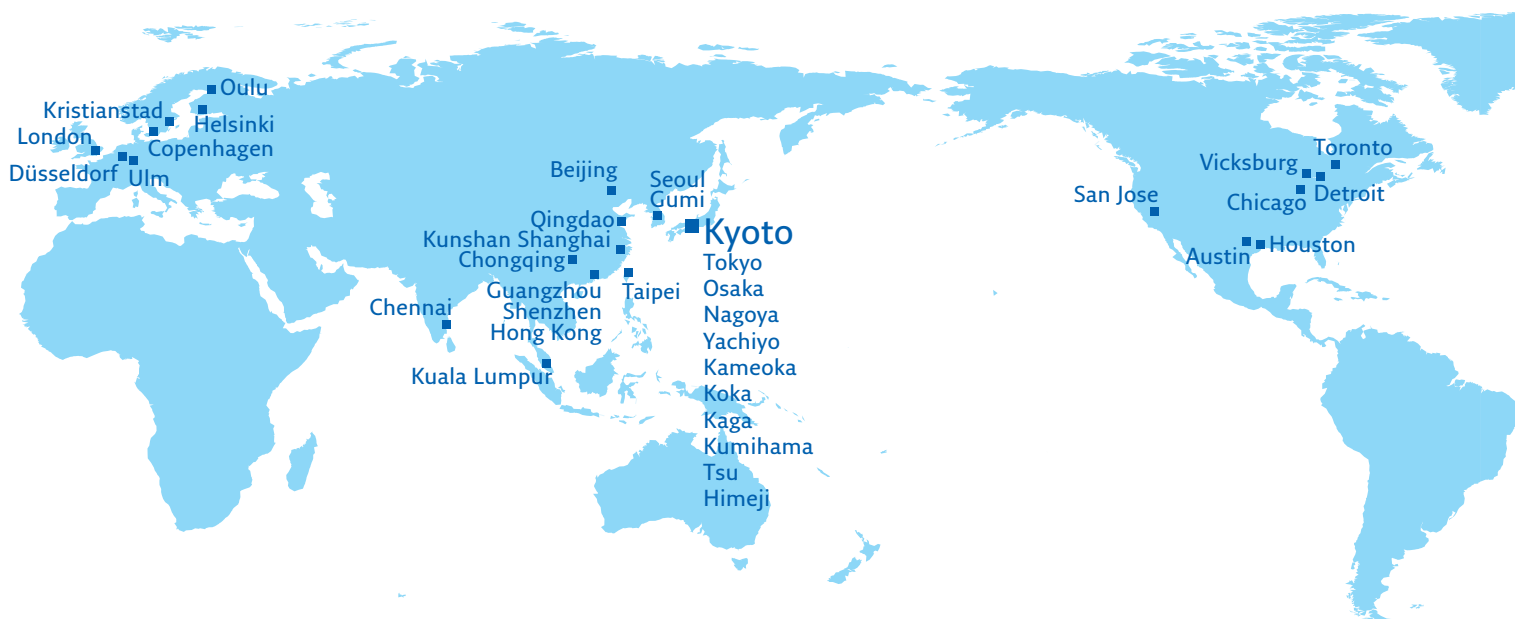 Oulu
Kristianstad
Helsinki
London
Copenhagen
Düsseldorf
Ulm
Beijing
Seoul
Gumi
Qingdao
Kunshan Shanghai
Chongqing
Guangzhou
Shenzhen
Hong Kong
Taipei
Chennai
Kuala Lumpur
Kyoto
Tokyo
Osaka
Nagoya
Yachiyo
Kameoka
Koka
Kaga
Kumihama
Tsu
Himeji
Toronto
Vicksburg
Detroit
Chicago
San Jose
Houston
Austin